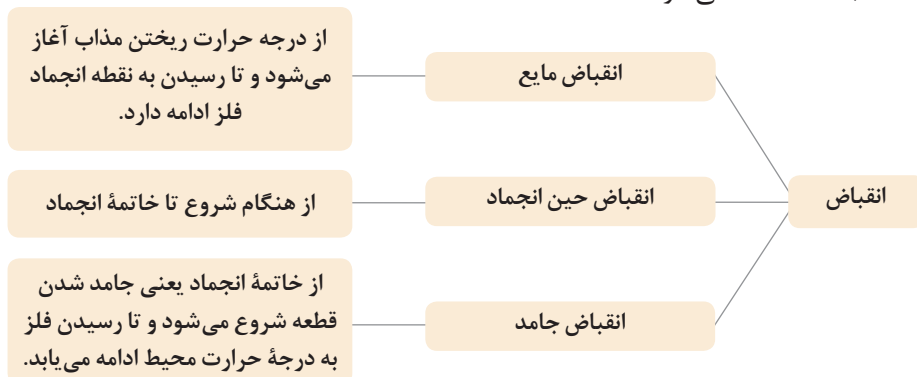 انقباض
انقباض مایع
از درجه حرارت ریختن مذاب آغاز
می‌شود و تا رسیدن به نقطه انجماد
فلز ادامه دارد.
انقباض حین انجماد
از هنگام شروع تا خاتمهٔ انجماد
انقباض جامد
از خاتمهٔ انجماد یعنی جامد شدن
قطعه شروع می‌شود و تا رسیدن فلز
به درجهٔ حرارت محیط ادامه می‌یابد.